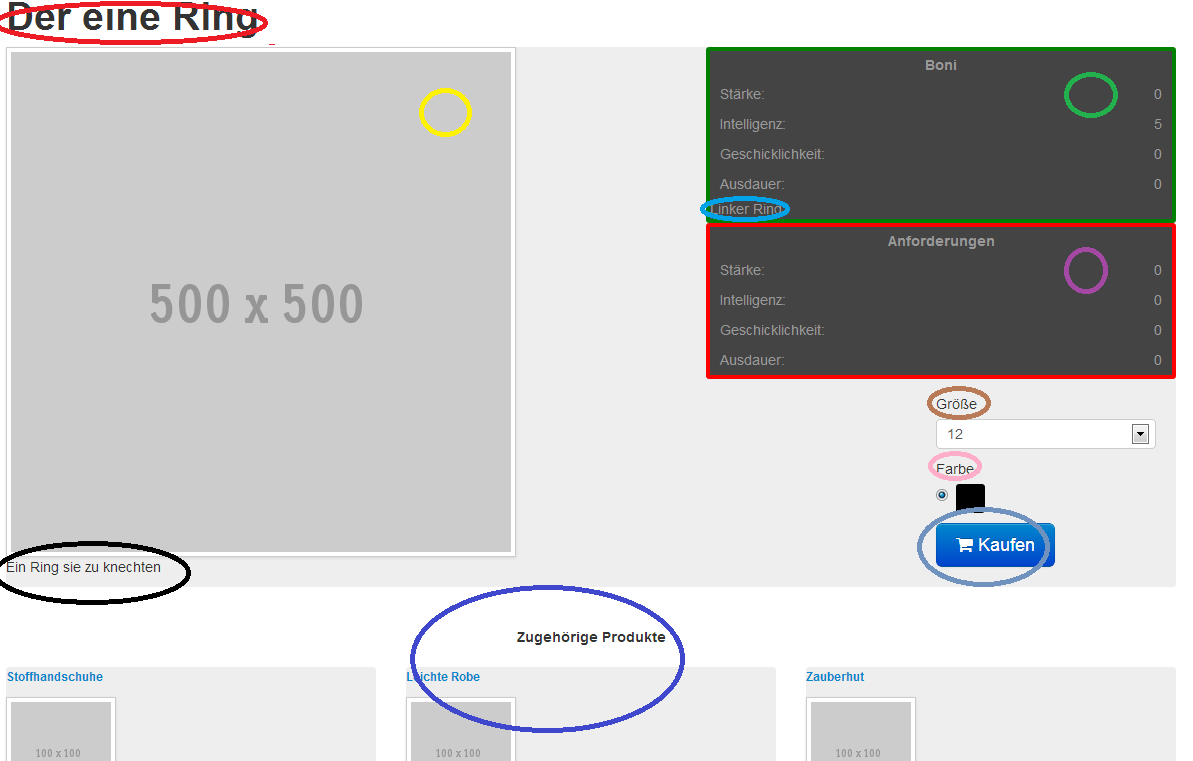 Der eine Ring
500 x 500
Ein Ring sie zu knechten
Boni
Stärke: 0
Intelligenz: 5
Geschicklichkeit: 0
Ausdauer: 0
Linker Ring
Anforderungen
Stärke: 0
Intelligenz: 0
Geschicklichkeit: 0
Ausdauer: 0
Größe
12
Farbe
Kaufen
Zugehörige Produkte
Stoffhandschuhe
Leichte Robe
Zauberhut
100 x 100
100 x 100
100 x 100